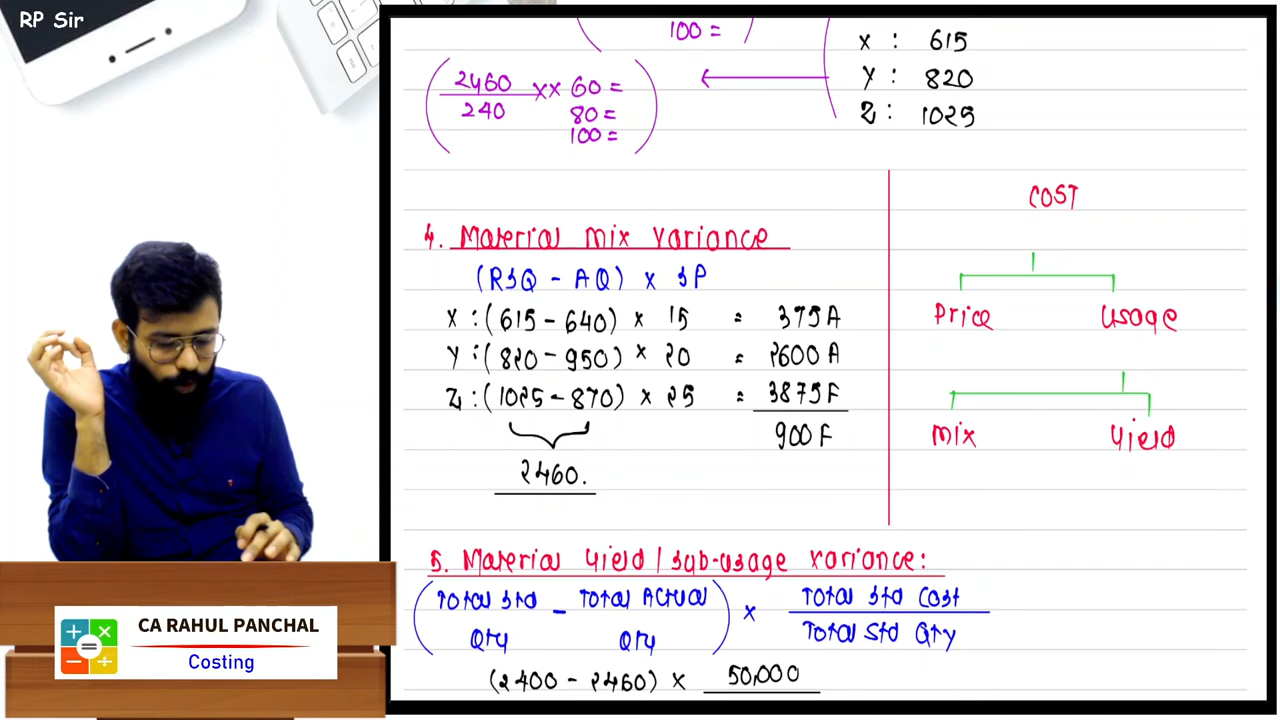 RP Sir
100 =
X : 615
Y : 820
Z : 1025
2460 / 240 xx 60 =
80 =
100 =
COST
Price Usage
Mix Yield
4. Material mix variance
(RSQ - AQ) x SP
X : (615 - 640) x 15 = 375A
Y : (820 - 950) x 20 = 2600 A
Z : (1025 - 870) x 25 = 3875F
900 F
2460.
5. Material Yield / sub-usage variance:
(Total Std Qty - Total Actual Qty) x Total Std Cost / Total Std Qty
(2400 - 2460) x 50,000
CA RAHUL PANCHAL
Costing